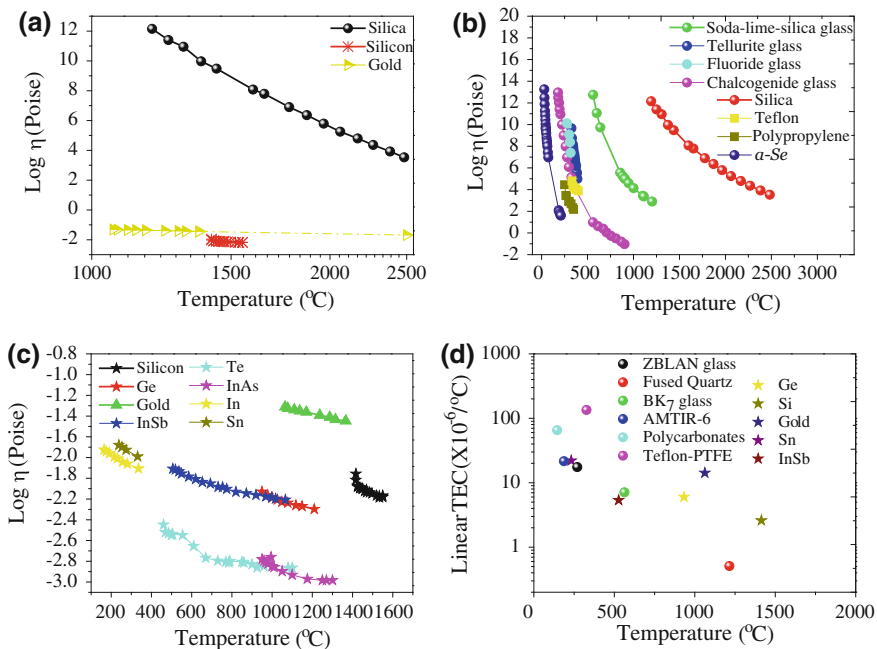 (a)
Log η (Poise)
12
10
8
6
4
2
0
-2
1000
1500
2000
2500
Temperature (°C)
Silica
Silicon
Gold
(b)
Log η (Poise)
20
18
16
14
12
10
8
6
4
2
0
-2
0
500
1000
1500
2000
2500
3000
Temperature (°C)
Soda-lime-silica glass
Tellurite glass
Fluoride glass
Chalcogenide glass
Silica
Teflon
Polypropylene
a-Se
(c)
Log η (Poise)
-0.8
-1.0
-1.2
-1.4
-1.6
-1.8
-2.2
-2.4
-2.6
-2.8
-3.0
200
400
600
800
1000
1200
1400
1600
Temperature (°C)
Silicon
Ge
Gold
InSb
Te
InAs
In
Sn
(d)
Linear TEC(X10⁻⁶/°C)
1000
100
10
1
0
500
1000
1500
2000
Temperature (°C)
ZBLAN glass
Fused Quartz
BK₇ glass
AMTIR-6
Polycarbonates
Teflon-PTFE
Ge
Si
Gold
Sn
InSb